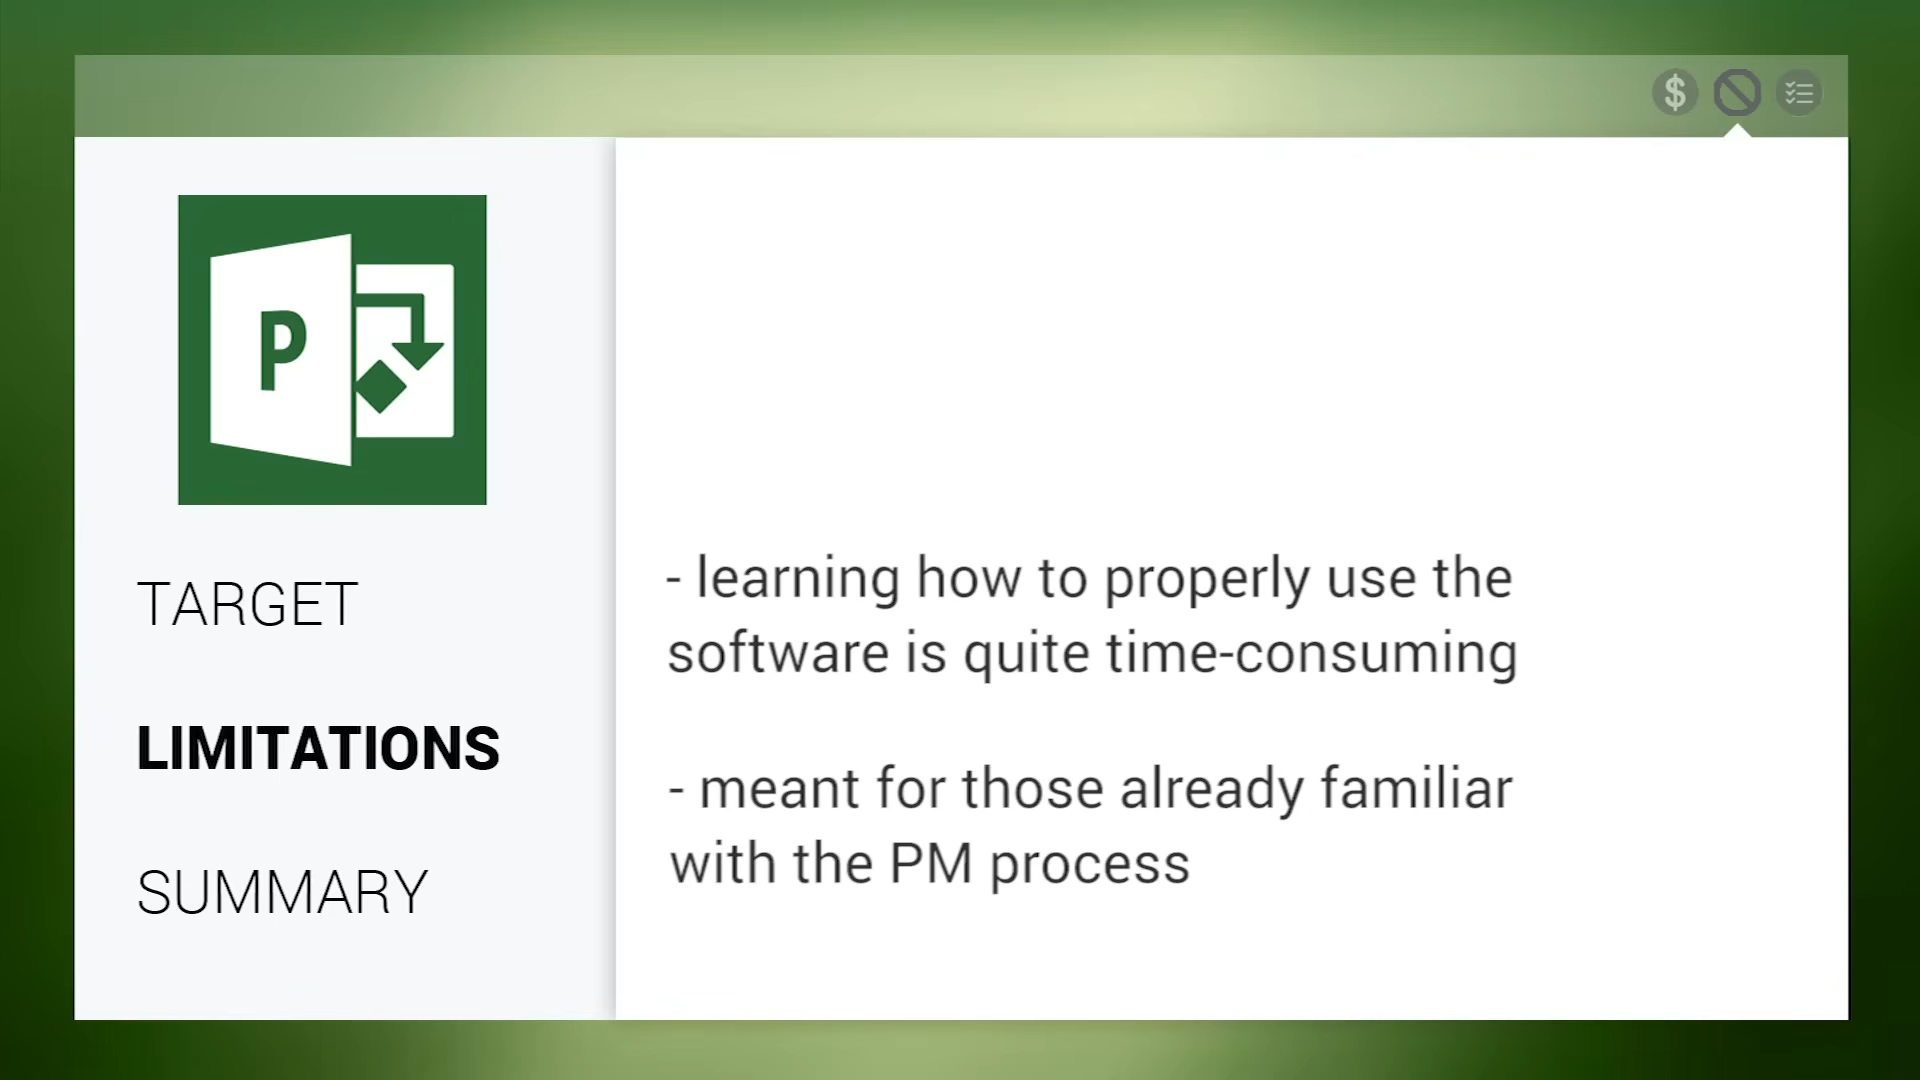 P
TARGET
LIMITATIONS
SUMMARY
- learning how to properly use the
software is quite time-consuming
- meant for those already familiar
with the PM process